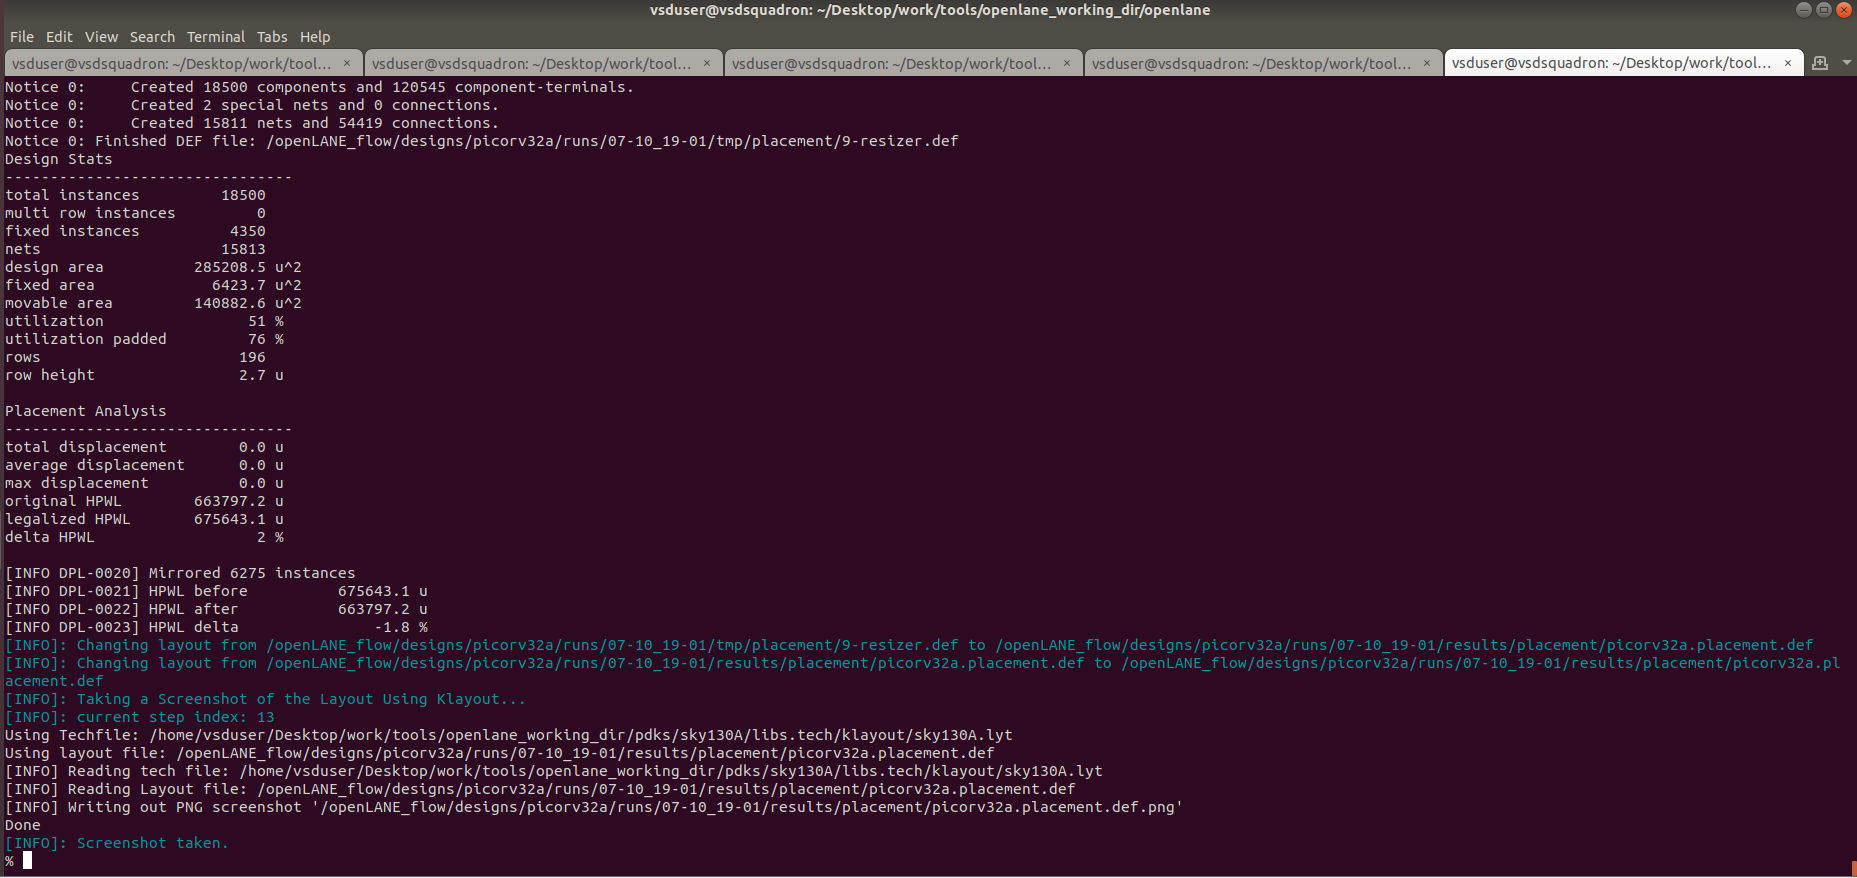 vsduser@vsdsquadron: ~/Desktop/work/tools/openlane_working_dir/openlane
File Edit View Search Terminal Tabs Help
vsduser@vsdsquadron: ~/Desktop/work/tool... × vsduser@vsdsquadron: ~/Desktop/work/tool... × vsduser@vsdsquadron: ~/Desktop/work/tool... × vsduser@vsdsquadron: ~/Desktop/work/tool... × vsduser@vsdsquadron: ~/Desktop/work/tool... ×
Notice 0:     Created 18500 components and 120545 component-terminals.
Notice 0:     Created 2 special nets and 0 connections.
Notice 0:     Created 15811 nets and 54419 connections.
Notice 0: Finished DEF file: /openLANE_flow/designs/picorv32a/runs/07-10_19-01/tmp/placement/9-resizer.def
Design Stats
--------------------------------
total instances         18500
multi row instances         0
fixed instances          4350
nets                    15813
design area          285208.5 u^2
fixed area             6423.7 u^2
movable area         140882.6 u^2
utilization                51 %
utilization padded         76 %
rows                      196
row height                2.7 u
Placement Analysis
--------------------------------
total displacement        0.0 u
average displacement      0.0 u
max displacement          0.0 u
original HPWL        663797.2 u
legalized HPWL       675643.1 u
delta HPWL                  2 %
[INFO DPL-0020] Mirrored 6275 instances
[INFO DPL-0021] HPWL before          675643.1 u
[INFO DPL-0022] HPWL after           663797.2 u
[INFO DPL-0023] HPWL delta               -1.8 %
[INFO]: Changing layout from /openLANE_flow/designs/picorv32a/runs/07-10_19-01/tmp/placement/9-resizer.def to /openLANE_flow/designs/picorv32a/runs/07-10_19-01/results/placement/picorv32a.placement.def
[INFO]: Changing layout from /openLANE_flow/designs/picorv32a/runs/07-10_19-01/results/placement/picorv32a.placement.def to /openLANE_flow/designs/picorv32a/runs/07-10_19-01/results/placement/picorv32a.pl
acement.def
[INFO]: Taking a Screenshot of the Layout Using Klayout...
[INFO]: current step index: 13
Using Techfile: /home/vsduser/Desktop/work/tools/openlane_working_dir/pdks/sky130A/libs.tech/klayout/sky130A.lyt
Using layout file: /openLANE_flow/designs/picorv32a/runs/07-10_19-01/results/placement/picorv32a.placement.def
[INFO] Reading tech file: /home/vsduser/Desktop/work/tools/openlane_working_dir/pdks/sky130A/libs.tech/klayout/sky130A.lyt
[INFO] Reading Layout file: /openLANE_flow/designs/picorv32a/runs/07-10_19-01/results/placement/picorv32a.placement.def
[INFO] Writing out PNG screenshot '/openLANE_flow/designs/picorv32a/runs/07-10_19-01/results/placement/picorv32a.placement.def.png'
Done
[INFO]: Screenshot taken.
%